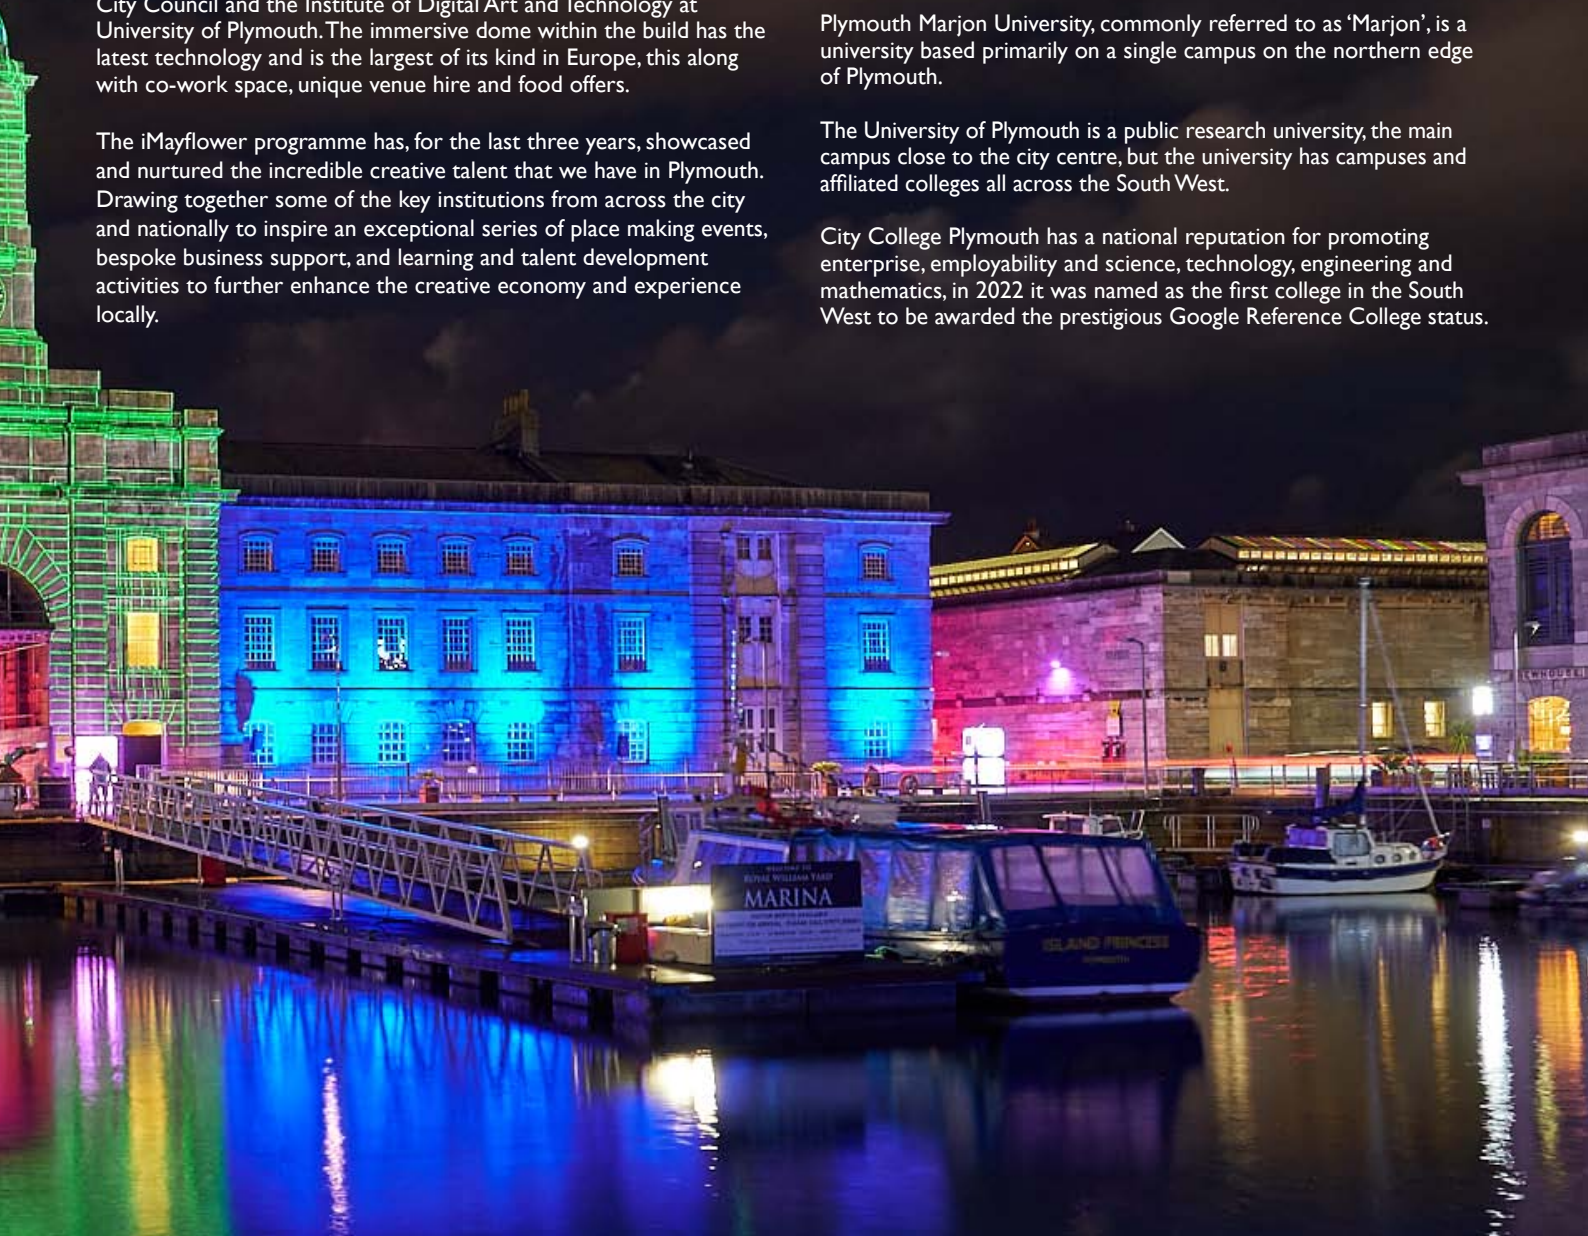 City Council and the Institute of Digital Art and Technology at
University of Plymouth. The immersive dome within the build has the
latest technology and is the largest of its kind in Europe, this along
with co-work space, unique venue hire and food offers.
The iMayflower programme has, for the last three years, showcased
and nurtured the incredible creative talent that we have in Plymouth.
Drawing together some of the key institutions from across the city
and nationally to inspire an exceptional series of place making events,
bespoke business support, and learning and talent development
activities to further enhance the creative economy and experience
locally.
Plymouth Marjon University, commonly referred to as ‘Marjon’, is a
university based primarily on a single campus on the northern edge
of Plymouth.
The University of Plymouth is a public research university, the main
campus close to the city centre, but the university has campuses and
affiliated colleges all across the South West.
City College Plymouth has a national reputation for promoting
enterprise, employability and science, technology, engineering and
mathematics, in 2022 it was named as the first college in the South
West to be awarded the prestigious Google Reference College status.
WELCOME TO
ROYAL WILLIAM YARD
MARINA
ISLAND PRINCESS